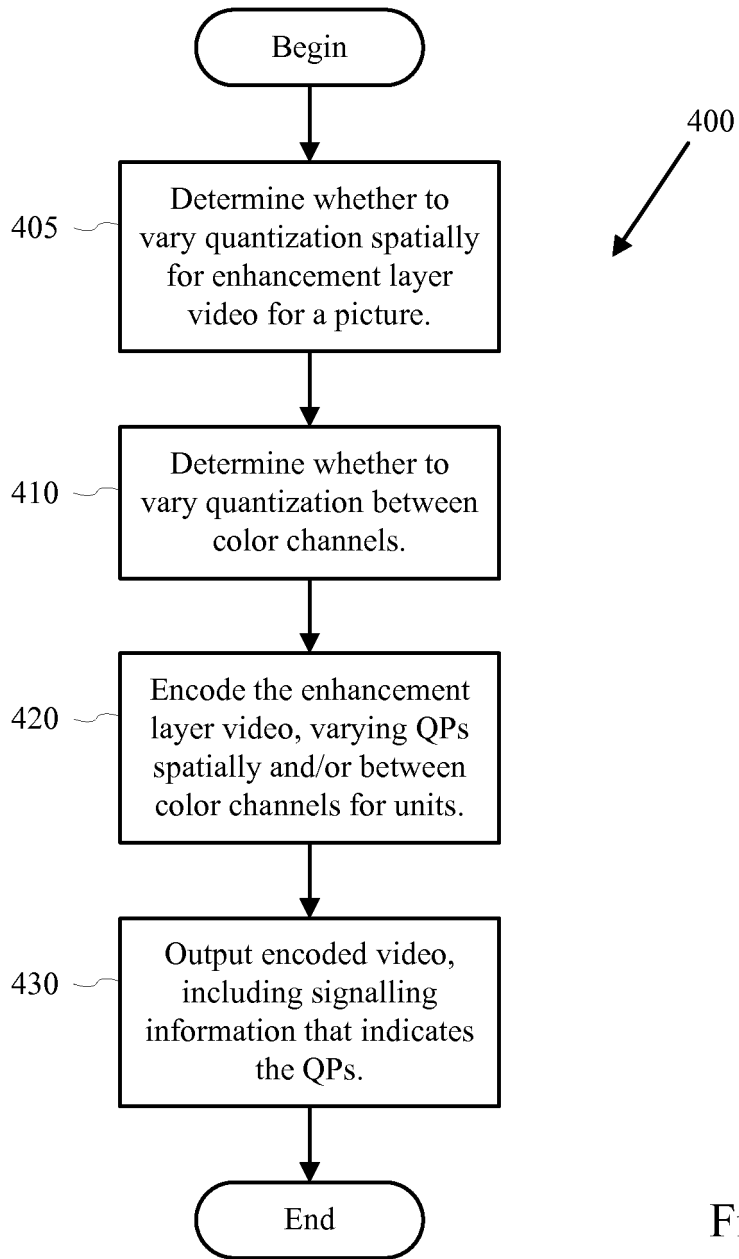 Begin
400
405
Determine whether to
vary quantization spatially
for enhancement layer
video for a picture.
410
Determine whether to
vary quantization between
color channels.
420
Encode the enhancement
layer video, varying QPs
spatially and/or between
color channels for units.
430
Output encoded video,
including signalling
information that indicates
the QPs.
End